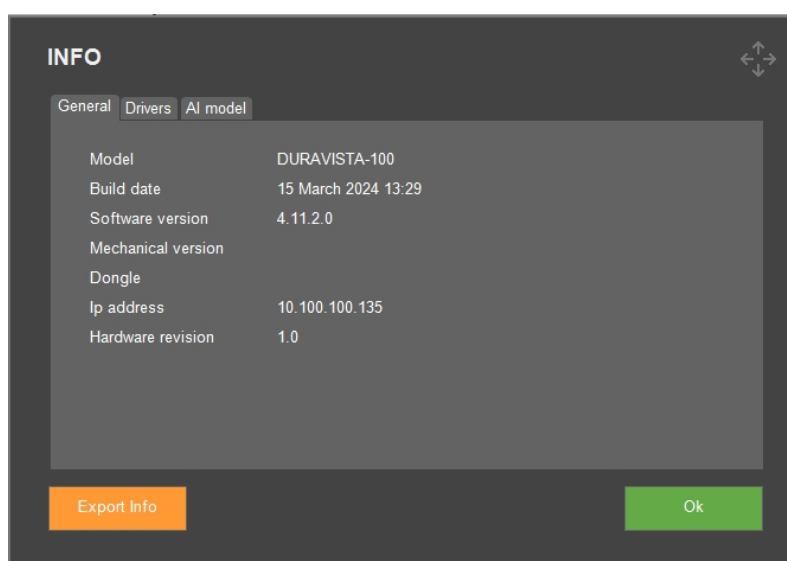 INFO
General Drivers AI model
Model DURAVISTA-100
Build date 15 March 2024 13:29
Software version 4.11.2.0
Mechanical version
Dongle
Ip address 10.100.100.135
Hardware revision 1.0
Export Info Ok